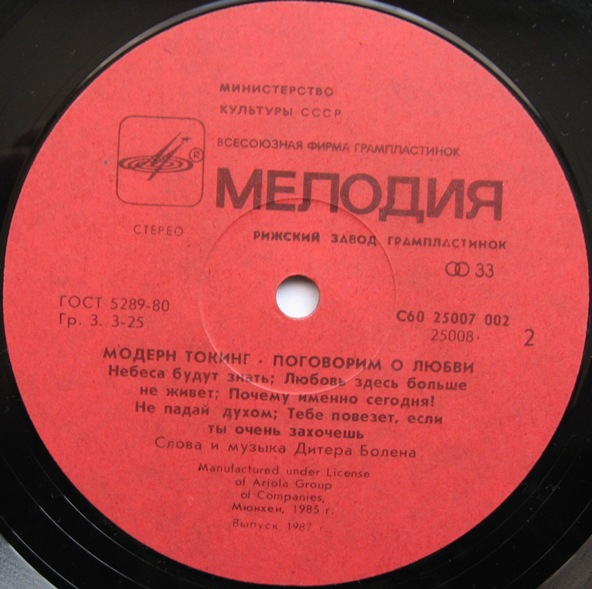 МИНИСТЕРСТВО
КУЛЬТУРЫ СССР
ВСЕСОЮЗНАЯ ФИРМА ГРАМПЛАСТИНОК
®
МЕЛОДИЯ
СТЕРЕО
РИЖСКИЙ ЗАВОД ГРАМПЛАСТИНОК
33
ГОСТ 5289-80
Гр. 3. 3-25
С60 25007 002
25008·
2
МОДЕРН ТОКИНГ · ПОГОВОРИМ О ЛЮБВИ
Небеса будут знать; Любовь здесь больше
не живет; Почему именно сегодня!
Не падай духом; Тебе повезет, если
ты очень захочешь
Слова и музыка Дитера Болена
Manufactured under License
of Ariola Group
of Companies,
Мюнхен, 1985 г.
Выпуск 1987 г.